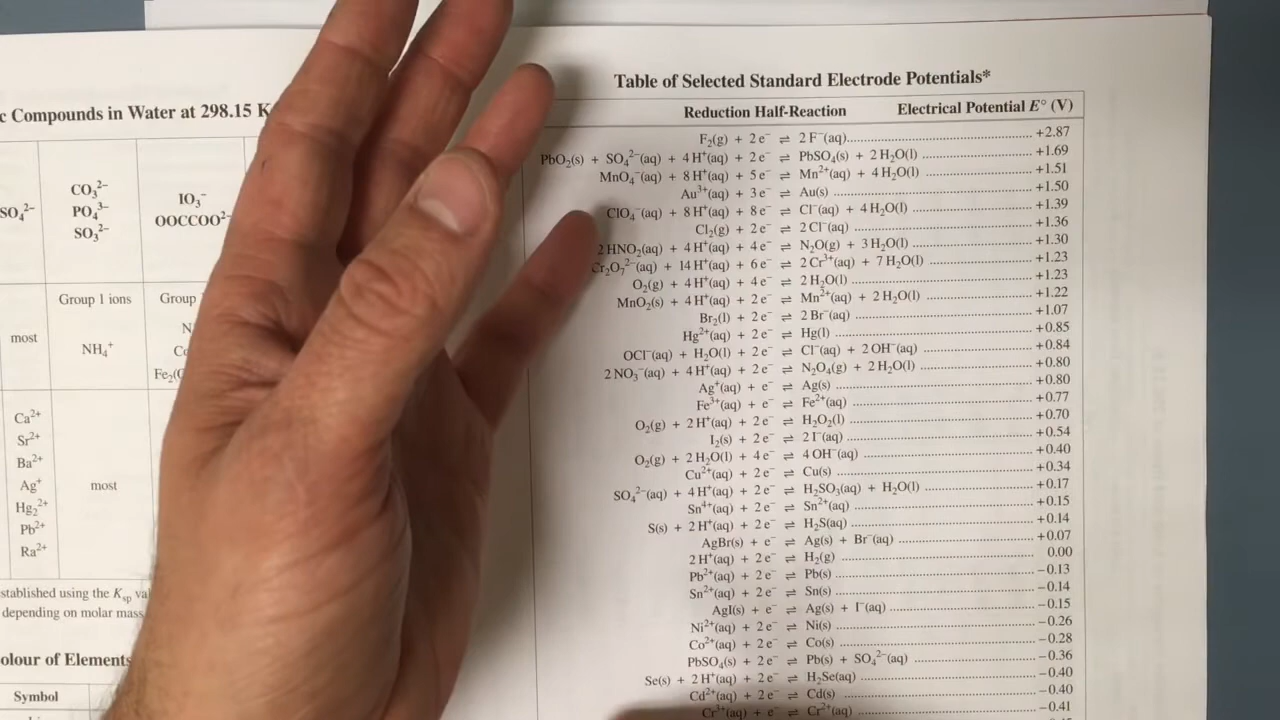 c Compounds in Water at 298.15 K
SO₄²⁻
CO₃²⁻
PO₄³⁻
SO₃²⁻
IO₃⁻
OOCCOO²⁻
most
Group 1 ions
NH₄⁺
Group
Ca²⁺
Sr²⁺
Ba²⁺
Ag⁺
Hg₂²⁺
Pb²⁺
Ra²⁺
most
stablished using the Kₛₚ va
depending on molar mass
olour of Elements
Symbol
Table of Selected Standard Electrode Potentials*
Reduction Half-Reaction Electrical Potential E° (V)
F₂(g) + 2 e⁻ ⇌ 2 F⁻(aq) +2.87
PbO₂(s) + SO₄²⁻(aq) + 4 H⁺(aq) + 2 e⁻ ⇌ PbSO₄(s) + 2 H₂O(l) +1.69
MnO₄⁻(aq) + 8 H⁺(aq) + 5 e⁻ ⇌ Mn²⁺(aq) + 4 H₂O(l) +1.51
Au³⁺(aq) + 3 e⁻ ⇌ Au(s) +1.50
ClO₄⁻(aq) + 8 H⁺(aq) + 8 e⁻ ⇌ Cl⁻(aq) + 4 H₂O(l) +1.39
Cl₂(g) + 2 e⁻ ⇌ 2 Cl⁻(aq) +1.36
2 HNO₂(aq) + 4 H⁺(aq) + 4 e⁻ ⇌ N₂O(g) + 3 H₂O(l) +1.30
Cr₂O₇²⁻(aq) + 14 H⁺(aq) + 6 e⁻ ⇌ 2 Cr³⁺(aq) + 7 H₂O(l) +1.23
O₂(g) + 4 H⁺(aq) + 4 e⁻ ⇌ 2 H₂O(l) +1.23
MnO₂(s) + 4 H⁺(aq) + 2 e⁻ ⇌ Mn²⁺(aq) + 2 H₂O(l) +1.22
Br₂(l) + 2 e⁻ ⇌ 2 Br⁻(aq) +1.07
Hg²⁺(aq) + 2 e⁻ ⇌ Hg(l) +0.85
OCl⁻(aq) + H₂O(l) + 2 e⁻ ⇌ Cl⁻(aq) + 2 OH⁻(aq) +0.84
2 NO₃⁻(aq) + 4 H⁺(aq) + 2 e⁻ ⇌ N₂O₄(g) + 2 H₂O(l) +0.80
Ag⁺(aq) + e⁻ ⇌ Ag(s) +0.80
Fe³⁺(aq) + e⁻ ⇌ Fe²⁺(aq) +0.77
O₂(g) + 2 H⁺(aq) + 2 e⁻ ⇌ H₂O₂(l) +0.70
I₂(s) + 2 e⁻ ⇌ 2 I⁻(aq) +0.54
O₂(g) + 2 H₂O(l) + 4 e⁻ ⇌ 4 OH⁻(aq) +0.40
Cu²⁺(aq) + 2 e⁻ ⇌ Cu(s) +0.34
SO₄²⁻(aq) + 4 H⁺(aq) + 2 e⁻ ⇌ H₂SO₃(aq) + H₂O(l) +0.17
Sn⁴⁺(aq) + 2 e⁻ ⇌ Sn²⁺(aq) +0.15
S(s) + 2 H⁺(aq) + 2 e⁻ ⇌ H₂S(aq) +0.14
AgBr(s) + e⁻ ⇌ Ag(s) + Br⁻(aq) +0.07
2 H⁺(aq) + 2 e⁻ ⇌ H₂(g) 0.00
Pb²⁺(aq) + 2 e⁻ ⇌ Pb(s) −0.13
Sn²⁺(aq) + 2 e⁻ ⇌ Sn(s) −0.14
AgI(s) + e⁻ ⇌ Ag(s) + I⁻(aq) −0.15
Ni²⁺(aq) + 2 e⁻ ⇌ Ni(s) −0.26
Co²⁺(aq) + 2 e⁻ ⇌ Co(s) −0.28
PbSO₄(s) + 2 e⁻ ⇌ Pb(s) + SO₄²⁻(aq) −0.36
Se(s) + 2 H⁺(aq) + 2 e⁻ ⇌ H₂Se(aq) −0.40
Cd²⁺(aq) + 2 e⁻ ⇌ Cd(s) −0.40
Cr³⁺(aq) + e⁻ ⇌ Cr²⁺(aq) −0.41